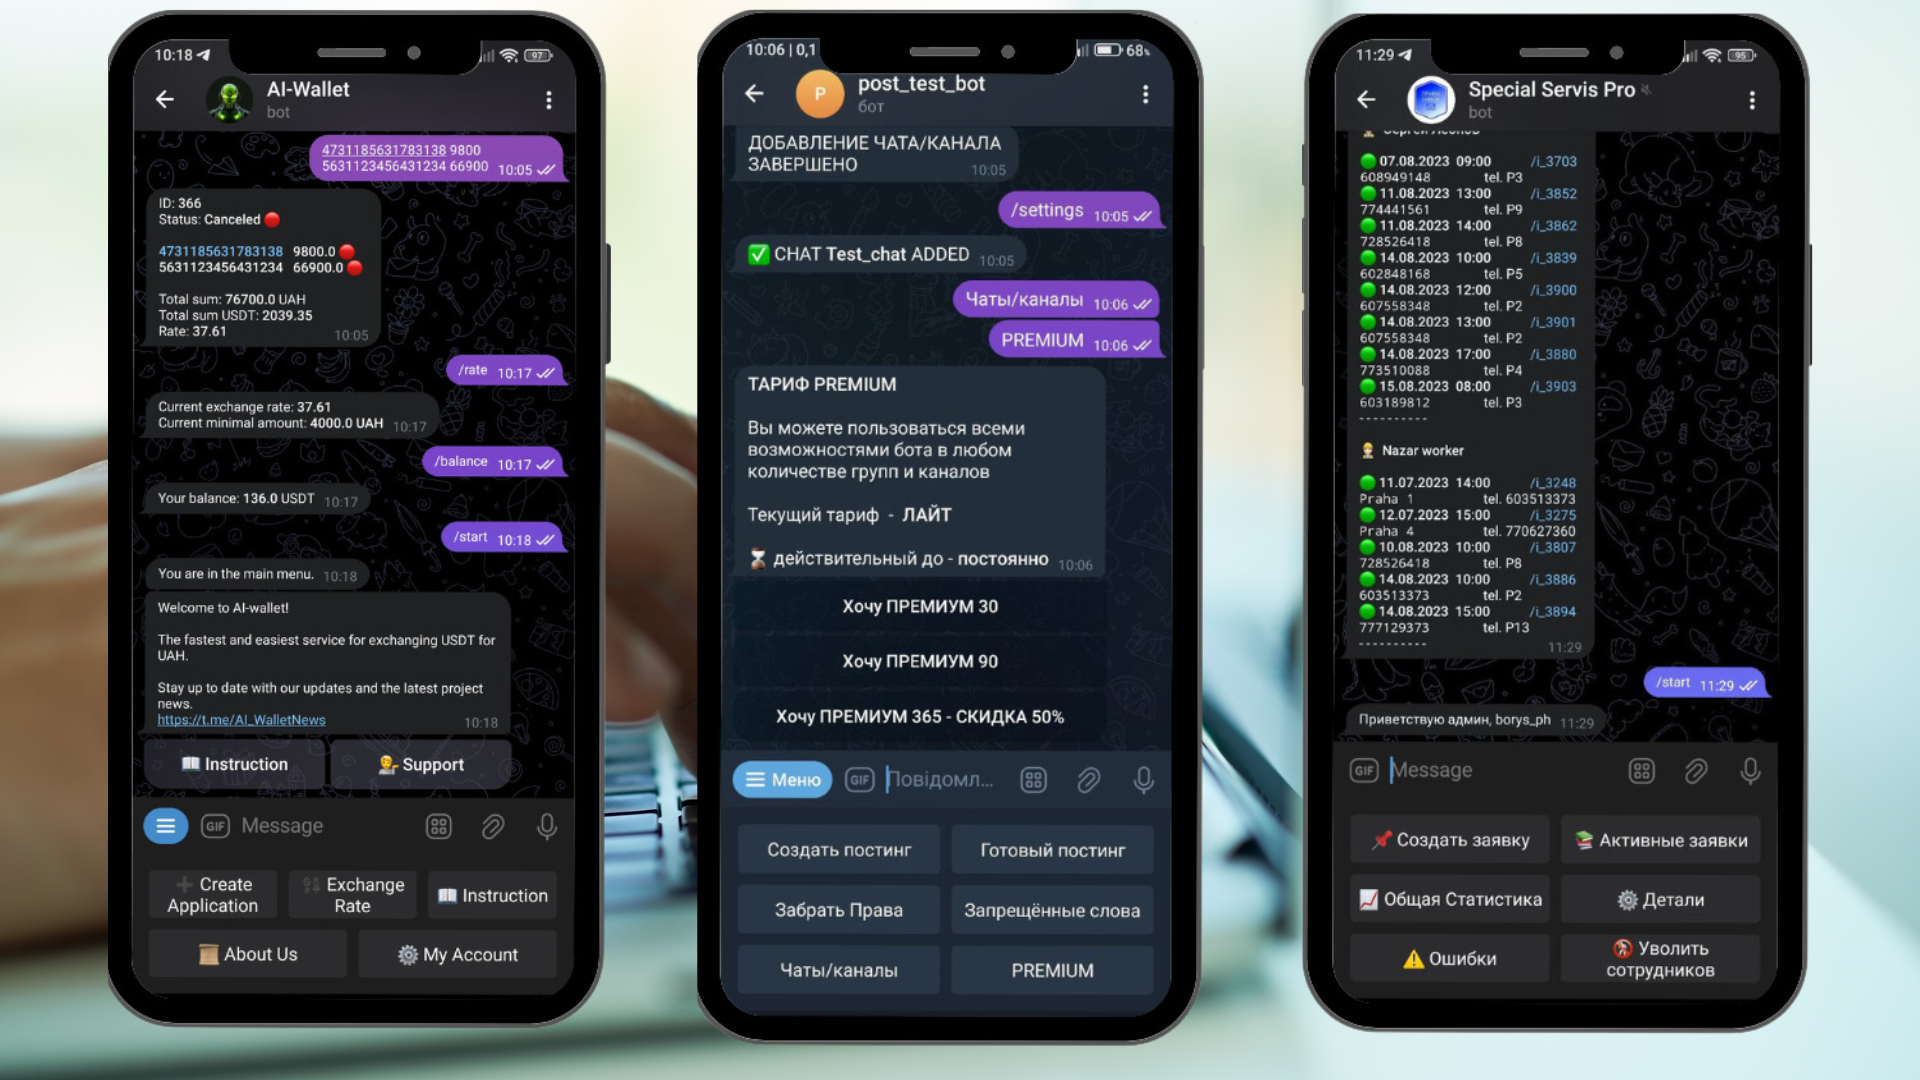 10:18
97
AI-Wallet
bot
4731185631783138 9800
5631123456431234 66900 10:05
ID: 366
Status: Canceled
4731185631783138 9800.0
5631123456431234 66900.0
Total sum: 76700.0 UAH
Total sum USDT: 2039.35
Rate: 37.61 10:05
/rate 10:17
Current exchange rate: 37.61
Current minimal amount: 4000.0 UAH 10:17
/balance 10:17
Your balance: 136.0 USDT 10:17
/start 10:18
You are in the main menu. 10:18
Welcome to AI-wallet!
The fastest and easiest service for exchanging USDT for
UAH.
Stay up to date with our updates and the latest project
news.
https://t.me/AI_WalletNews 10:18
Instruction Support
GIF Message
Create
Application
Exchange
Rate
Instruction
About Us My Account
10:06 | 0,1
68%
P
post_test_bot
бот
ДОБАВЛЕНИЕ ЧАТА/КАНАЛА
ЗАВЕРШЕНО 10:05
/settings 10:05
CHAT Test_chat ADDED 10:05
Чаты/каналы 10:06
PREMIUM 10:06
ТАРИФ PREMIUM
Вы можете пользоваться всеми
возможностями бота в любом
количестве групп и каналов
Текущий тариф - ЛАЙТ
действительный до - постоянно 10:06
Хочу ПРЕМИУМ 30
Хочу ПРЕМИУМ 90
Хочу ПРЕМИУМ 365 - СКИДКА 50%
Меню GIF Повідомл...
Создать постинг Готовый постинг
Забрать Права Запрещённые слова
Чаты/каналы PREMIUM
11:29
95
Special Servis Pro
bot
07.08.2023 09:00 /i_3703
608949148 tel. P3
11.08.2023 13:00 /i_3852
774441561 tel. P9
11.08.2023 14:00 /i_3862
728526418 tel. P8
14.08.2023 10:00 /i_3839
602848168 tel. P5
14.08.2023 12:00 /i_3900
607558348 tel. P2
14.08.2023 13:00 /i_3901
607558348 tel. P2
14.08.2023 17:00 /i_3880
773510088 tel. P4
15.08.2023 08:00 /i_3903
603189812 tel. P3
----------
Nazar worker
11.07.2023 14:00 /i_3248
Praha 1 tel. 603513373
12.07.2023 15:00 /i_3275
Praha 4 tel. 770627360
10.08.2023 10:00 /i_3807
728526418 tel. P8
14.08.2023 10:00 /i_3886
603513373 tel. P2
14.08.2023 15:00 /i_3894
777129373 tel. P13
----------
11:29
/start 11:29
Приветствую админ, borys_ph 11:29
GIF Message
Создать заявку Активные заявки
Общая Статистика Детали
Ошибки
Уволить
сотрудников